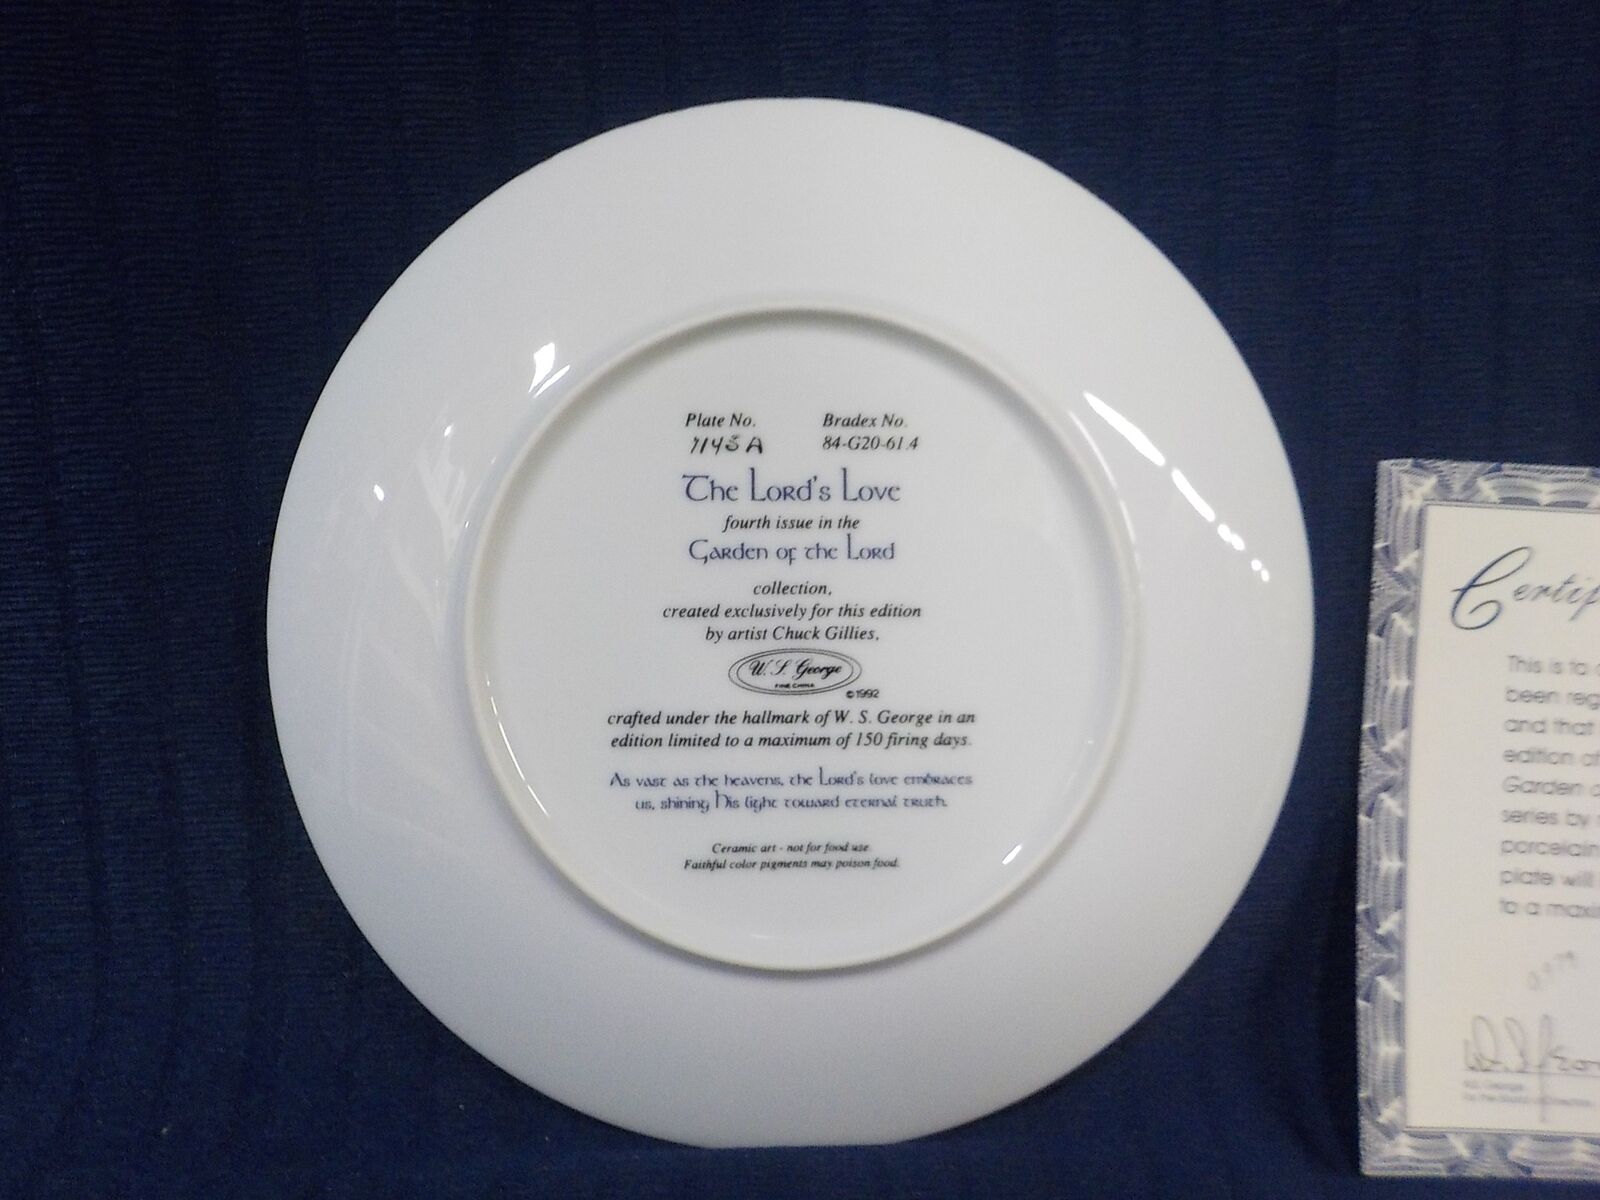 Plate No. Bradex No.
7145A 84-G20-61.4
The Lord's Love
fourth issue in the
Garden of the Lord
collection,
created exclusively for this edition
by artist Chuck Gillies,
W. S. George
FINE CHINA
©1992
crafted under the hallmark of W. S. George in an
edition limited to a maximum of 150 firing days.
As vast as the heavens, the Lord's love embraces
us, shining His light toward eternal truth.
Ceramic art - not for food use.
Faithful color pigments may poison food.
Certif
This is to
been reg
and that
edition of
Garden o
series by
porcelain
plate will
to a maxi